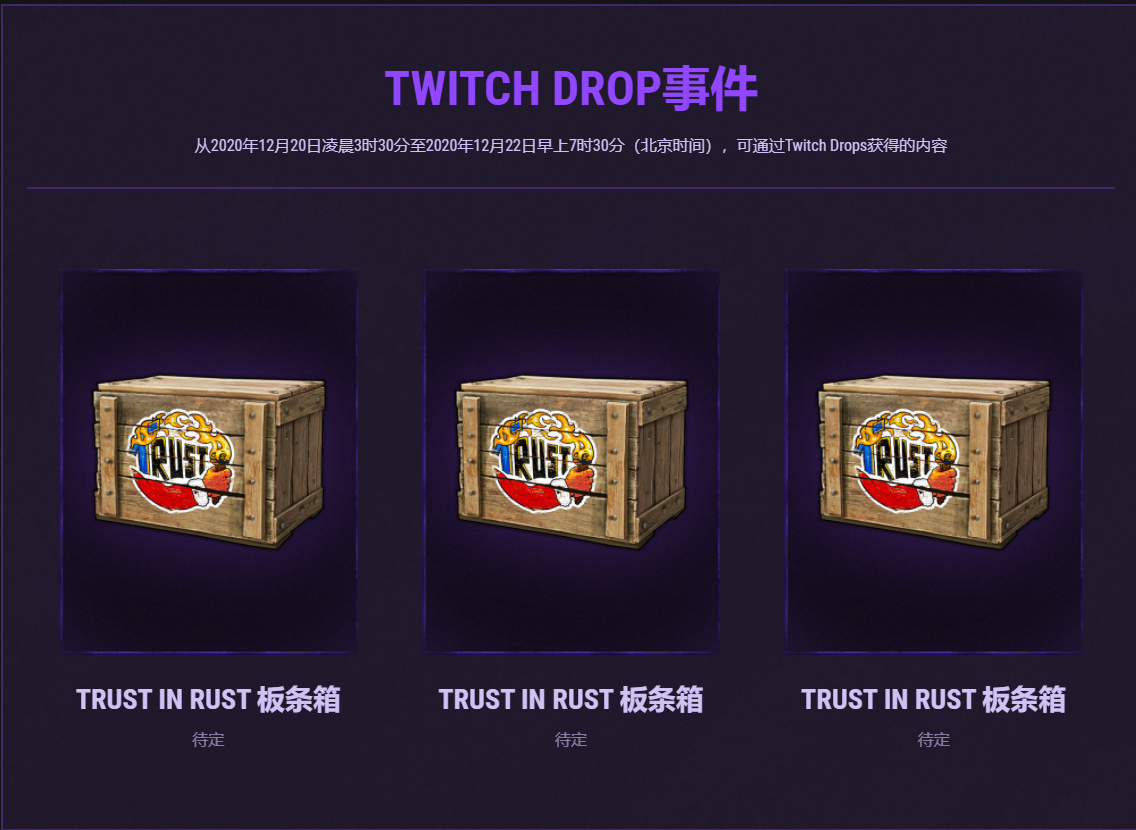 TWITCH DROP事件
从2020年12月20日凌晨3时30分至2020年12月22日早上7时30分（北京时间），可通过Twitch Drops获得的内容
TRUST TRUST TRUST
TRUST IN RUST 板条箱 TRUST IN RUST 板条箱 TRUST IN RUST 板条箱
待定 待定 待定